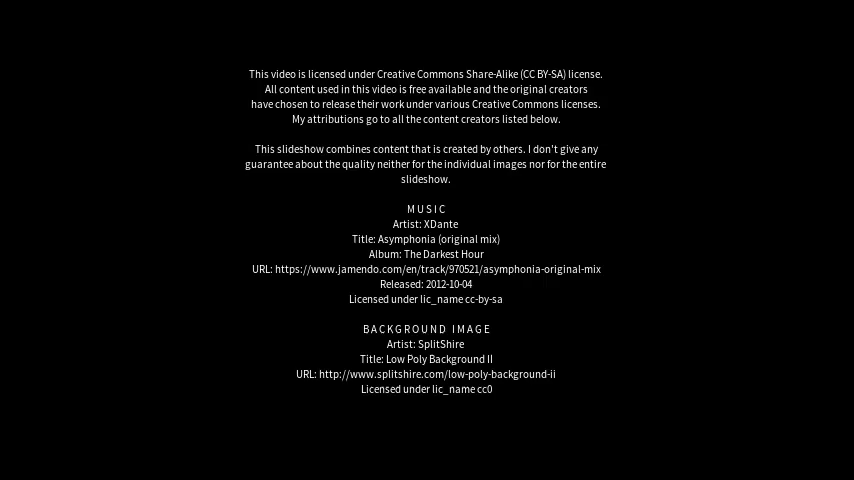 This video is licensed under Creative Commons Share-Alike (CC BY-SA) license.
All content used in this video is free available and the original creators
have chosen to release their work under various Creative Commons licenses.
My attributions go to all the content creators listed below.
This slideshow combines content that is created by others. I don't give any
guarantee about the quality neither for the individual images nor for the entire
slideshow.
M U S I C
Artist: XDante
Title: Asymphonia (original mix)
Album: The Darkest Hour
URL: https://www.jamendo.com/en/track/970521/asymphonia-original-mix
Released: 2012-10-04
Licensed under lic_name cc-by-sa
B A C K G R O U N D   I M A G E
Artist: SplitShire
Title: Low Poly Background II
URL: http://www.splitshire.com/low-poly-background-ii
Licensed under lic_name cc0